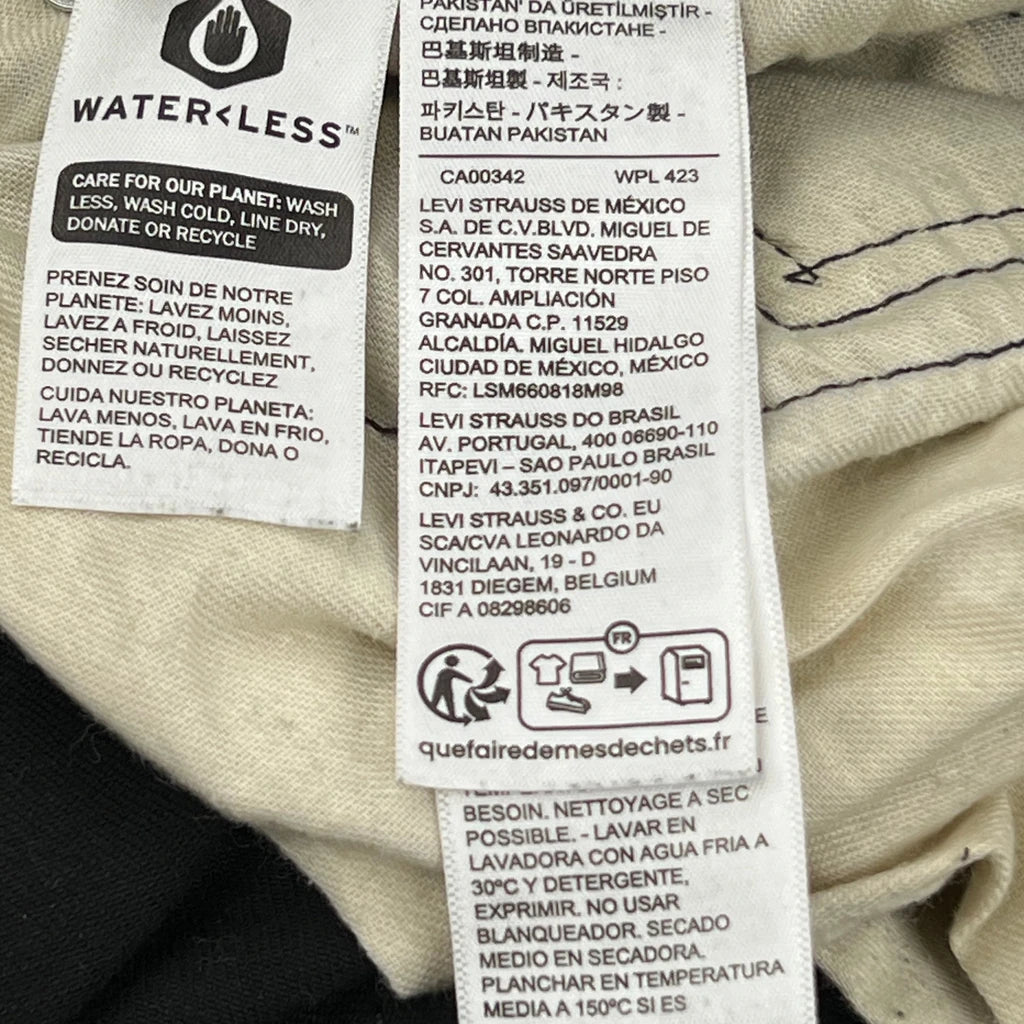 WATER<LESS™
CARE FOR OUR PLANET: WASH
LESS, WASH COLD, LINE DRY,
DONATE OR RECYCLE
PRENEZ SOIN DE NOTRE
PLANETE: LAVEZ MOINS,
LAVEZ A FROID, LAISSEZ
SECHER NATURELLEMENT,
DONNEZ OU RECYCLEZ
CUIDA NUESTRO PLANETA:
LAVA MENOS, LAVA EN FRIO,
TIENDE LA ROPA, DONA O
RECICLA.
PAKISTAN' DA ÜRETİLMİŞTİR -
СДЕЛАНО ВПАКИСТАНЕ -
巴基斯坦制造 -
巴基斯坦製 - 제조국 :
파키스탄 - パキスタン製 -
BUATAN PAKISTAN
CA00342 WPL 423
LEVI STRAUSS DE MÉXICO
S.A. DE C.V.BLVD. MIGUEL DE
CERVANTES SAAVEDRA
NO. 301, TORRE NORTE PISO
7 COL. AMPLIACIÓN
GRANADA C.P. 11529
ALCALDÍA. MIGUEL HIDALGO
CIUDAD DE MÉXICO, MÉXICO
RFC: LSM660818M98
LEVI STRAUSS DO BRASIL
AV. PORTUGAL, 400 06690-110
ITAPEVI – SAO PAULO BRASIL
CNPJ: 43.351.097/0001-90
LEVI STRAUSS & CO. EU
SCA/CVA LEONARDO DA
VINCILAAN, 19 - D
1831 DIEGEM, BELGIUM
CIF A 08298606
FR
quefairedemesdechets.fr
BESOIN. NETTOYAGE A SEC
POSSIBLE. - LAVAR EN
LAVADORA CON AGUA FRIA A
30ºC Y DETERGENTE,
EXPRIMIR. NO USAR
BLANQUEADOR. SECADO
MEDIO EN SECADORA.
PLANCHAR EN TEMPERATURA
MEDIA A 150ºC SI ES